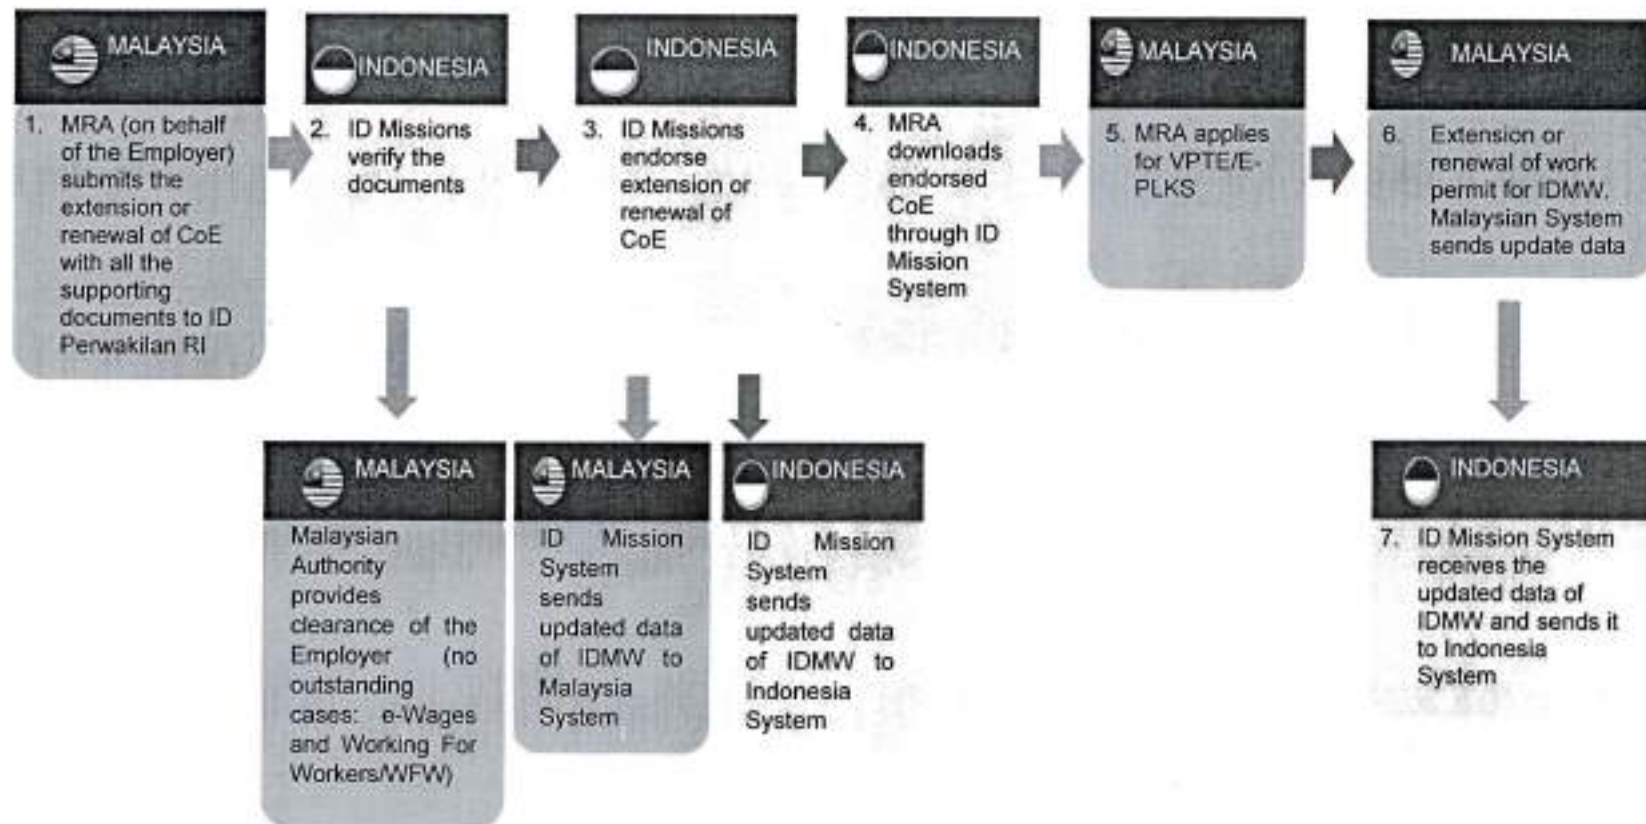 MALAYSIA
1. MRA (on behalf
of the Employer)
submits the
extension or
renewal of CoE
with all the
supporting
documents to ID
Perwakilan RI
INDONESIA
2. ID Missions
verify the
documents
INDONESIA
3. ID Missions
endorse
extension or
renewal of
CoE
INDONESIA
4. MRA
downloads
endorsed
CoE
through ID
Mission
System
MALAYSIA
5. MRA applies
for VPTE/E-
PLKS
MALAYSIA
6. Extension or
renewal of work
permit for IDMW.
Malaysian System
sends update data
MALAYSIA
Malaysian
Authority
provides
clearance of the
Employer (no
outstanding
cases: e-Wages
and Working For
Workers/WFW)
MALAYSIA
ID Mission
System
sends
updated data
of IDMW to
Malaysia
System
INDONESIA
ID Mission
System
sends
updated data
of IDMW to
Indonesia
System
INDONESIA
7. ID Mission System
receives the
updated data of
IDMW and sends it
to Indonesia
System